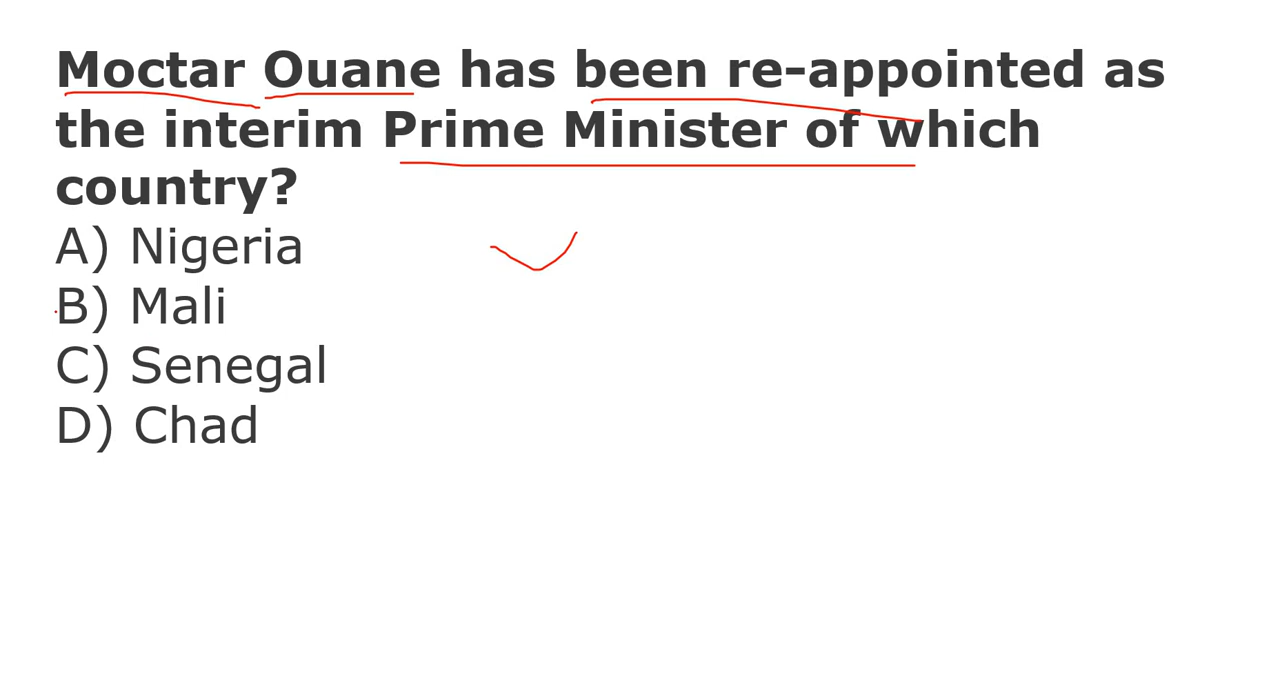 Moctar Ouane has been re-appointed as
the interim Prime Minister of which
country?
A) Nigeria
B) Mali
C) Senegal
D) Chad